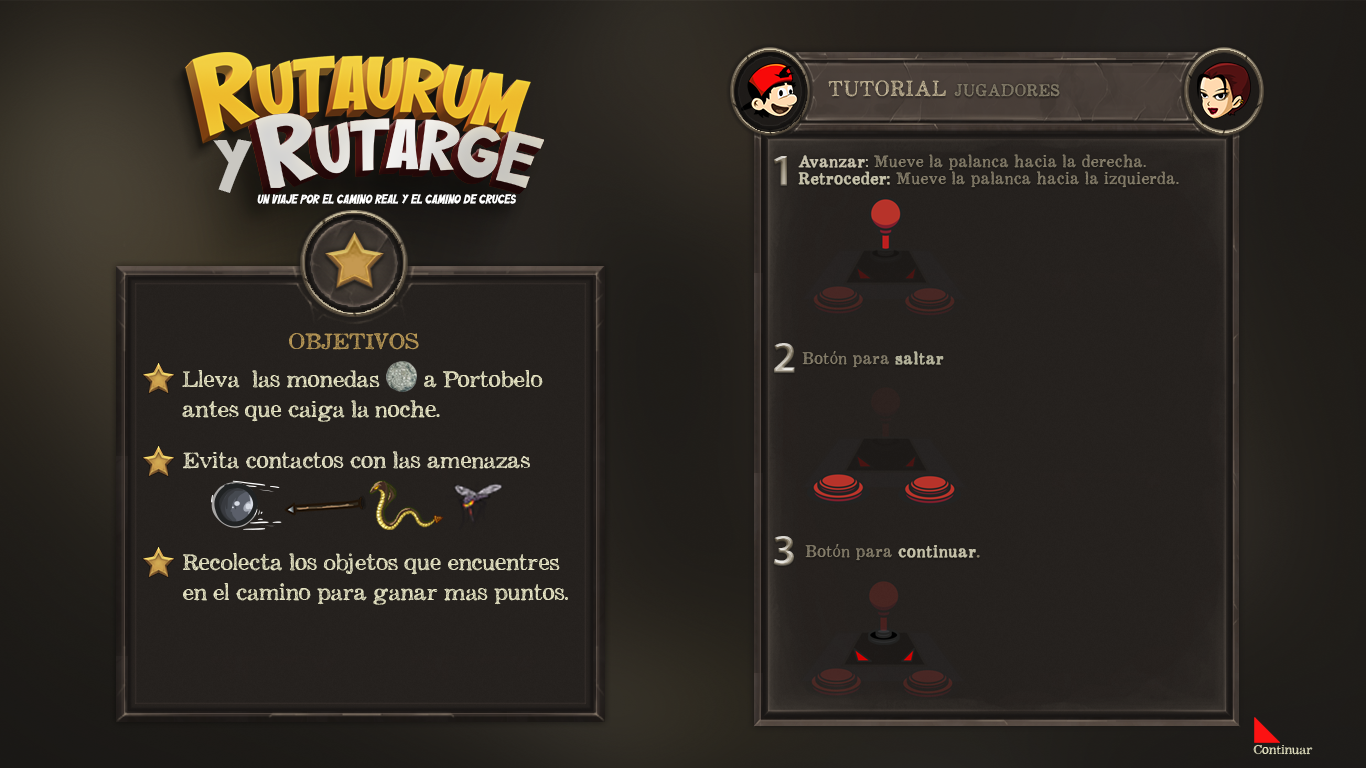 RUTAURUM
Y RUTARGE
UN VIAJE POR EL CAMINO REAL Y EL CAMINO DE CRUCES
OBJETIVOS
Lleva las monedas a Portobelo
antes que caiga la noche.
Evita contactos con las amenazas
Recolecta los objetos que encuentres
en el camino para ganar mas puntos.
TUTORIAL JUGADORES
1 Avanzar: Mueve la palanca hacia la derecha.
Retroceder: Mueve la palanca hacia la izquierda.
2 Botón para saltar
3 Botón para continuar.
Continuar